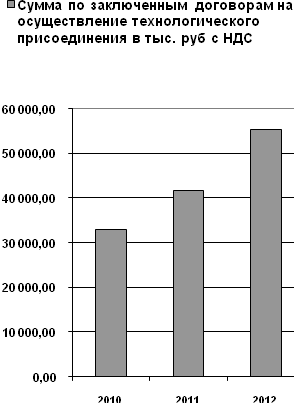 Сумма по заключенным договорам на
осуществление технологического
присоединения в тыс. руб с НДС
60 000,00
50 000,00
40 000,00
30 000,00
20 000,00
10 000,00
0,00
2010 2011 2012